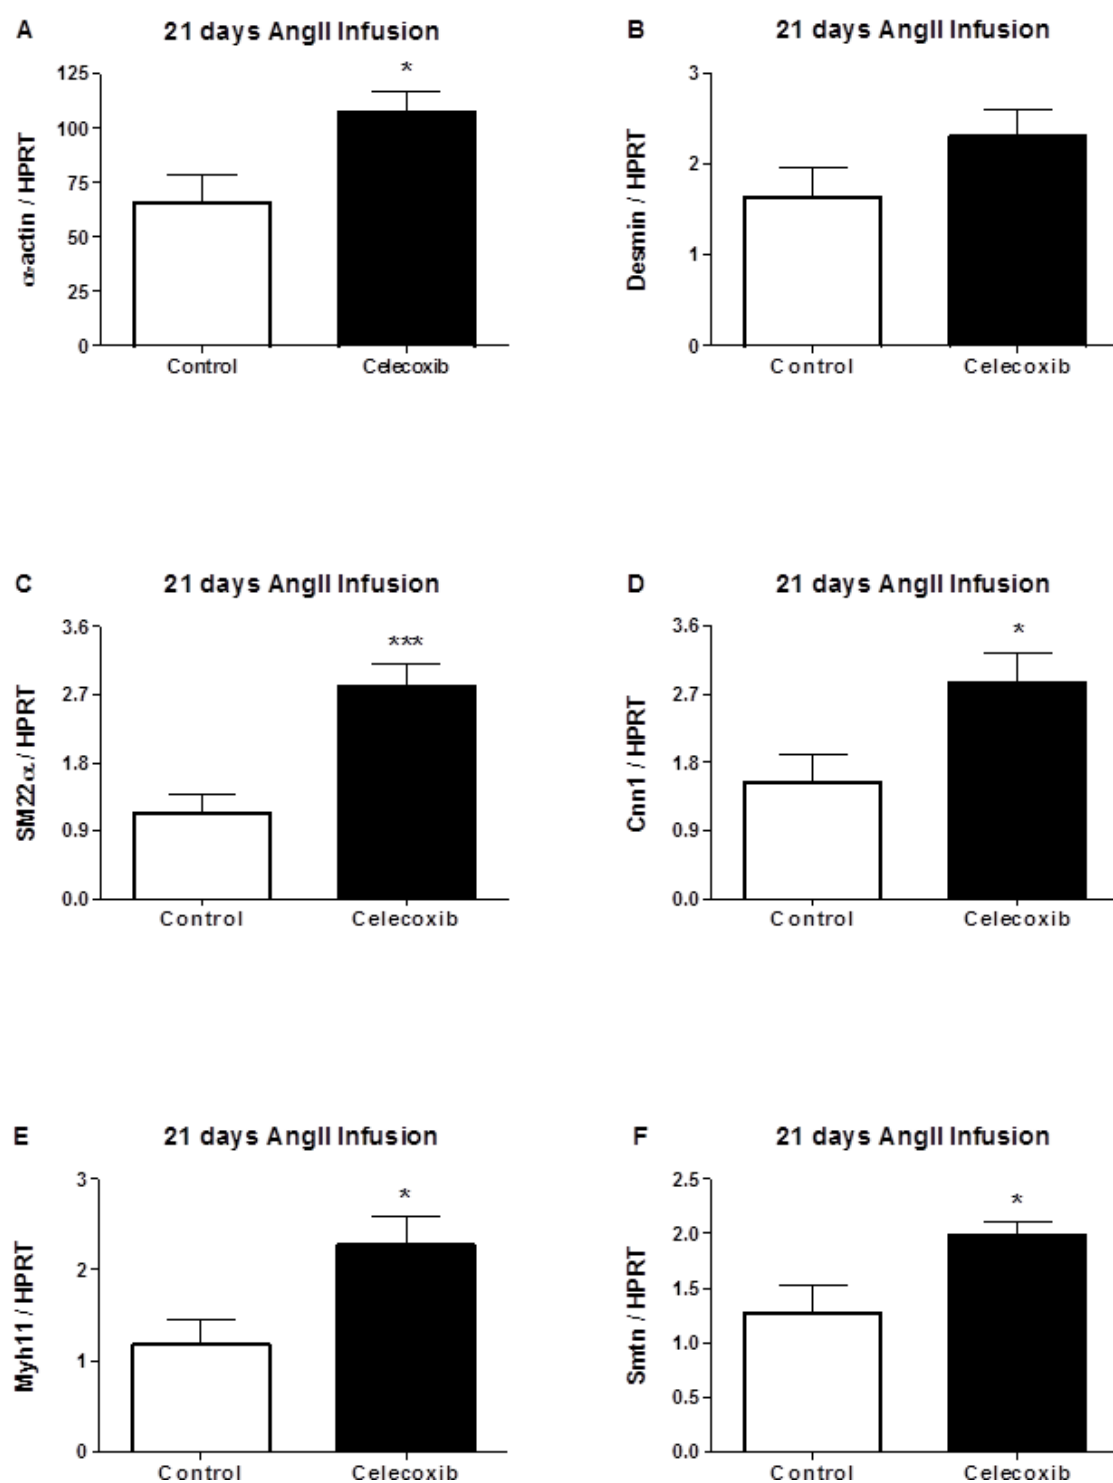 A
21 days AngII Infusion
*
125
100
75
50
25
0
α-actin / HPRT
Control
Celecoxib
B
21 days AngII Infusion
3
2
1
0
Desmin / HPRT
Control
Celecoxib
C
21 days AngII Infusion
***
3.6
2.7
1.8
0.9
0.0
SM22α / HPRT
Control
Celecoxib
D
21 days AngII Infusion
*
3.6
2.7
1.8
0.9
0.0
Cnn1 / HPRT
Control
Celecoxib
E
21 days AngII Infusion
*
3
2
1
0
Myh11 / HPRT
Control
Celecoxib
F
21 days AngII Infusion
*
2.5
2.0
1.5
1.0
0.5
0.0
Smtn / HPRT
Control
Celecoxib